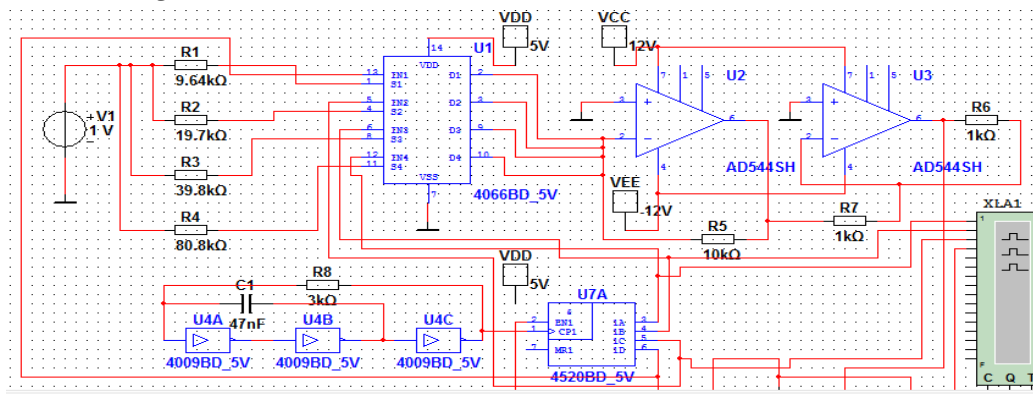 VDD
5V
VCC
12V
R1
9.64kΩ
U1
14
VDD
13
IN1
D1
2
1
S1
R2
19.7kΩ
5
IN2
D2
3
4
S2
R3
39.8kΩ
6
IN3
D3
9
8
S3
R4
80.8kΩ
12
IN4
D4
10
11
S4
VSS
7
4066BD_5V
V1
1 V
+
−
7
1
5
U2
3
+
2
−
6
4
AD544SH
7
1
5
U3
3
+
2
−
6
4
AD544SH
R6
1kΩ
VEE
-12V
R5
10kΩ
R7
1kΩ
XLA1
1
F
C Q T
VDD
5V
R8
3kΩ
C1
47nF
U4A
4009BD_5V
U4B
4009BD_5V
U4C
4009BD_5V
U7A
2
EN1
1A
3
1
CP1
1B
4
1C
5
7
MR1
1D
6
4520BD_5V